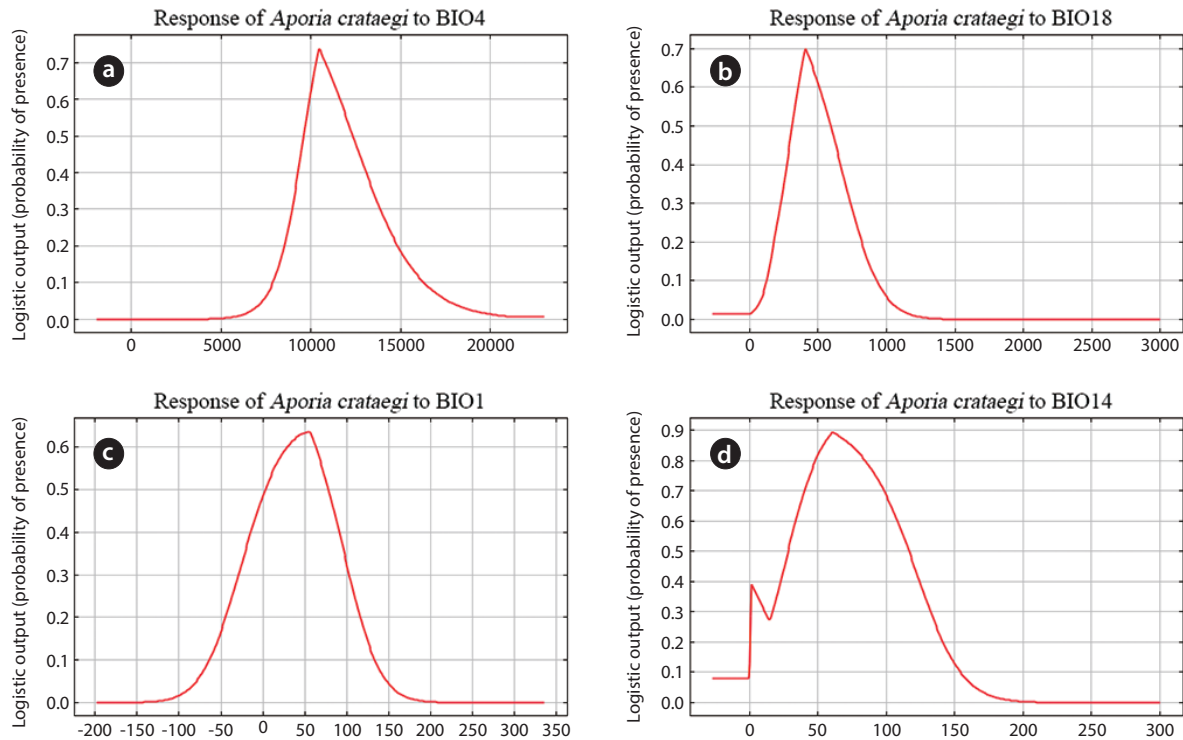 Response of Aporia crataegi to BIO4
a
Logistic output (probability of presence)
0.7
0.6
0.5
0.4
0.3
0.2
0.1
0.0
0 5000 10000 15000 20000
Response of Aporia crataegi to BIO18
b
Logistic output (probability of presence)
0.7
0.6
0.5
0.4
0.3
0.2
0.1
0.0
0 500 1000 1500 2000 2500 3000
Response of Aporia crataegi to BIO1
c
Logistic output (probability of presence)
0.6
0.5
0.4
0.3
0.2
0.1
0.0
-200 -150 -100 -50 0 50 100 150 200 250 300 350
Response of Aporia crataegi to BIO14
d
Logistic output (probability of presence)
0.9
0.8
0.7
0.6
0.5
0.4
0.3
0.2
0.1
0.0
0 50 100 150 200 250 300